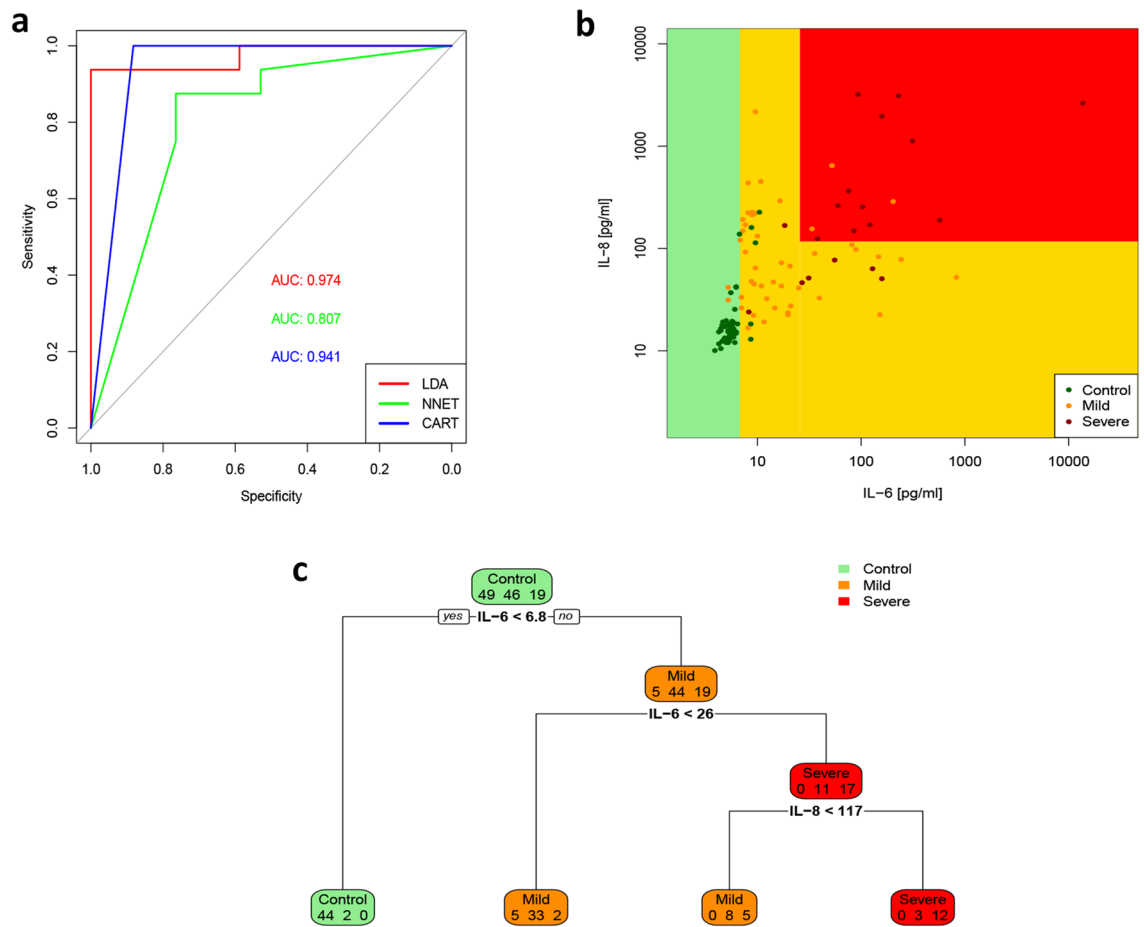 a
1.0
0.8
0.6
0.4
0.2
0.0
Sensitivity
AUC: 0.974
AUC: 0.807
AUC: 0.941
LDA
NNET
CART
1.0 0.8 0.6 0.4 0.2 0.0
Specificity
b
10000
1000
100
10
IL−8 [pg/ml]
Control
Mild
Severe
10 100 1000 10000
IL−6 [pg/ml]
c
Control
Mild
Severe
Control
49 46 19
yes IL−6 < 6.8 no
Mild
5 44 19
IL−6 < 26
Severe
0 11 17
IL−8 < 117
Control
44 2 0
Mild
5 33 2
Mild
0 8 5
Severe
0 3 12